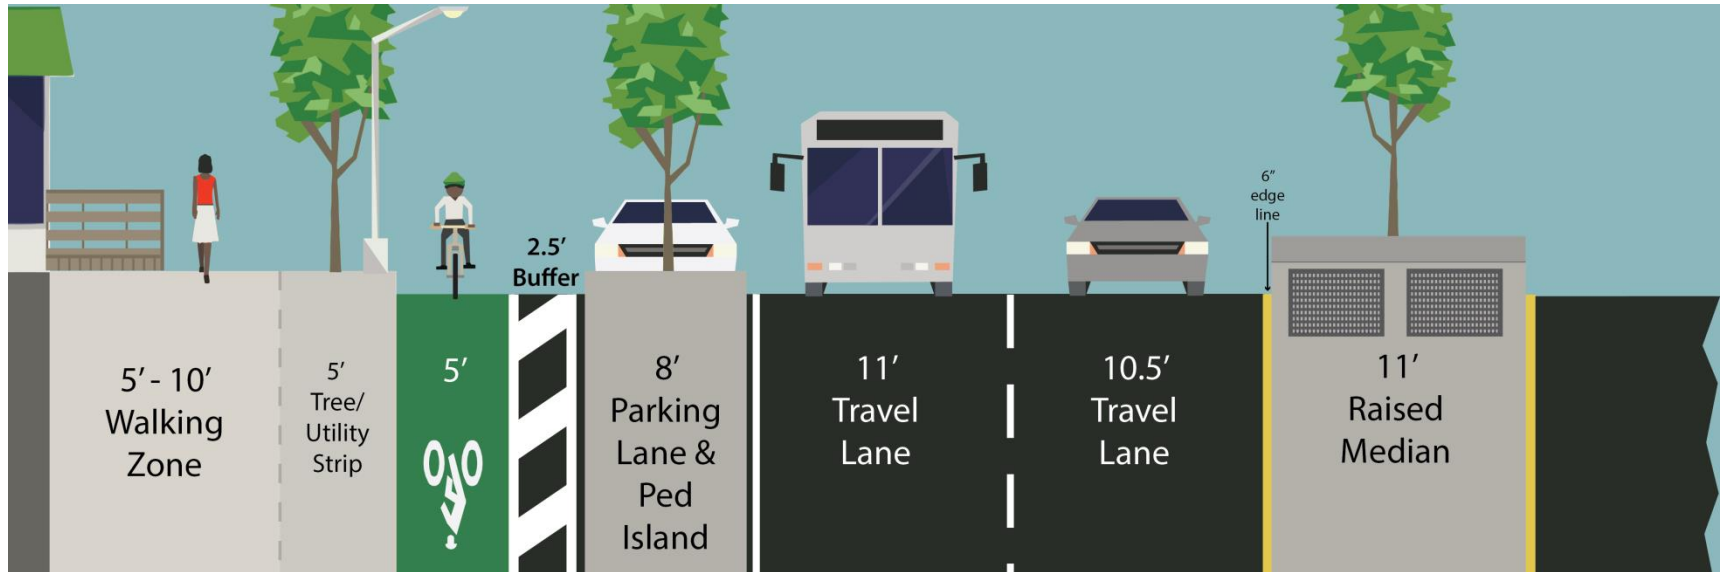 5’ - 10’
Walking
Zone
5’
Tree/
Utility
Strip
5’
2.5’
Buffer
8’
Parking
Lane &
Ped
Island
11’
Travel
Lane
10.5’
Travel
Lane
6”
edge
line
11’
Raised
Median